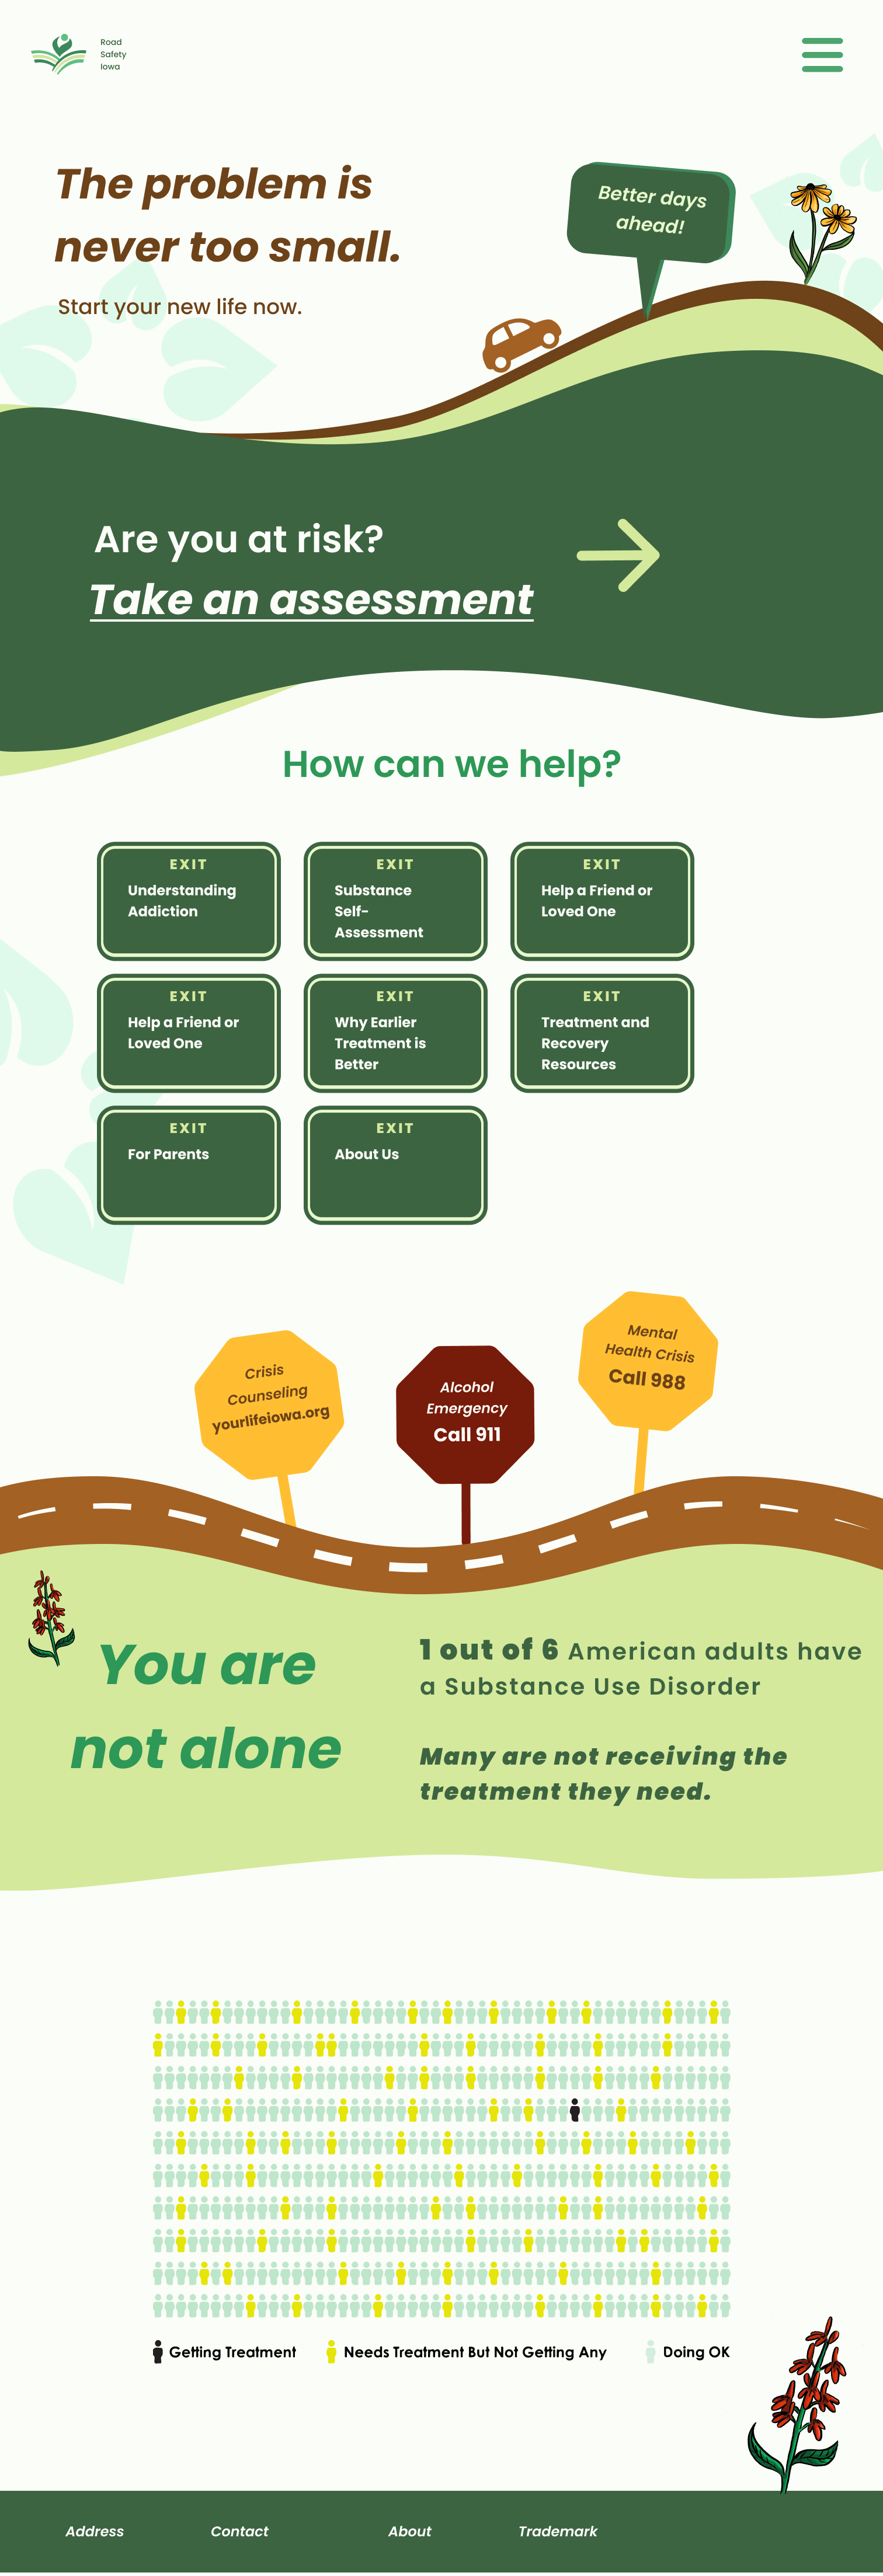 Road
Safety
Iowa
The problem is
never too small.
Start your new life now.
Better days
ahead!
Are you at risk?
Take an assessment
How can we help?
EXIT
Understanding
Addiction
EXIT
Substance
Self-
Assessment
EXIT
Help a Friend or
Loved One
EXIT
Help a Friend or
Loved One
EXIT
Why Earlier
Treatment is
Better
EXIT
Treatment and
Recovery
Resources
EXIT
For Parents
EXIT
About Us
Crisis
Counseling
yourlifeiowa.org
Alcohol
Emergency
Call 911
Mental
Health Crisis
Call 988
You are
not alone
1 out of 6 American adults have
a Substance Use Disorder
Many are not receiving the
treatment they need.
Getting Treatment
Needs Treatment But Not Getting Any
Doing OK
Address
Contact
About
Trademark